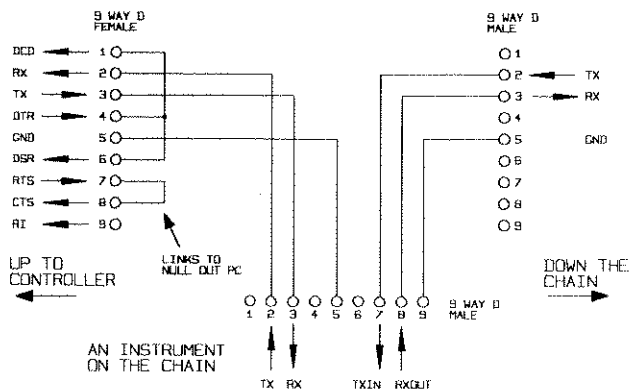 9 WAY D
FEMALE
9 WAY D
MALE
DCD 1
RX 2
TX 3
DTR 4
GND 5
DSR 6
RTS 7
CTS 8
RI 9
1
2 TX
3 RX
4
5 GND
6
7
8
9
LINKS TO
NULL OUT PC
UP TO
CONTROLLER
DOWN THE
CHAIN
1 2 3 4 5 6 7 8 9
9 WAY D
MALE
AN INSTRUMENT
ON THE CHAIN
TX RX TXIN RXOUT